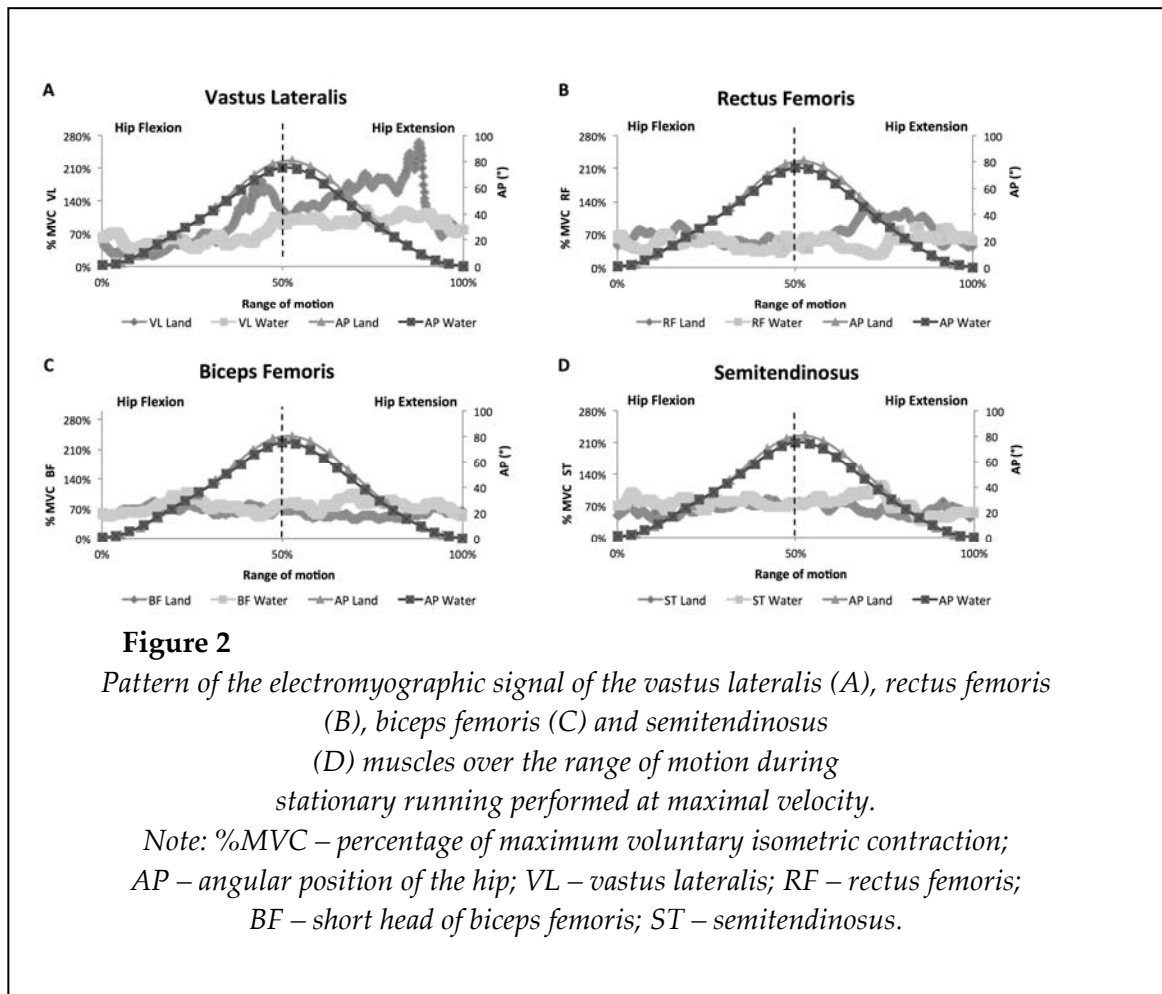 A
Vastus Lateralis
Hip Flexion
Hip Extension
280%
210%
140%
70%
0%
% MVC VL
100
80
60
40
20
0
AP (°)
0%
50%
100%
Range of motion
VL Land
VL Water
AP Land
AP Water
B
Rectus Femoris
Hip Flexion
Hip Extension
280%
210%
140%
70%
0%
% MVC RF
100
80
60
40
20
0
AP (°)
0%
50%
100%
Range of motion
RF Land
RF Water
AP Land
AP Water
C
Biceps Femoris
Hip Flexion
Hip Extension
280%
210%
140%
70%
0%
% MVC BF
100
80
60
40
20
0
AP (°)
0%
50%
100%
Range of motion
BF Land
BF Water
AP Land
AP Water
D
Semitendinosus
Hip Flexion
Hip Extension
280%
210%
140%
70%
0%
% MVC ST
100
80
60
40
20
0
AP (°)
0%
50%
100%
Range of motion
ST Land
ST Water
AP Land
AP Water
Figure 2
Pattern of the electromyographic signal of the vastus lateralis (A), rectus femoris
(B), biceps femoris (C) and semitendinosus
(D) muscles over the range of motion during
stationary running performed at maximal velocity.
Note: %MVC – percentage of maximum voluntary isometric contraction;
AP – angular position of the hip; VL – vastus lateralis; RF – rectus femoris;
BF – short head of biceps femoris; ST – semitendinosus.